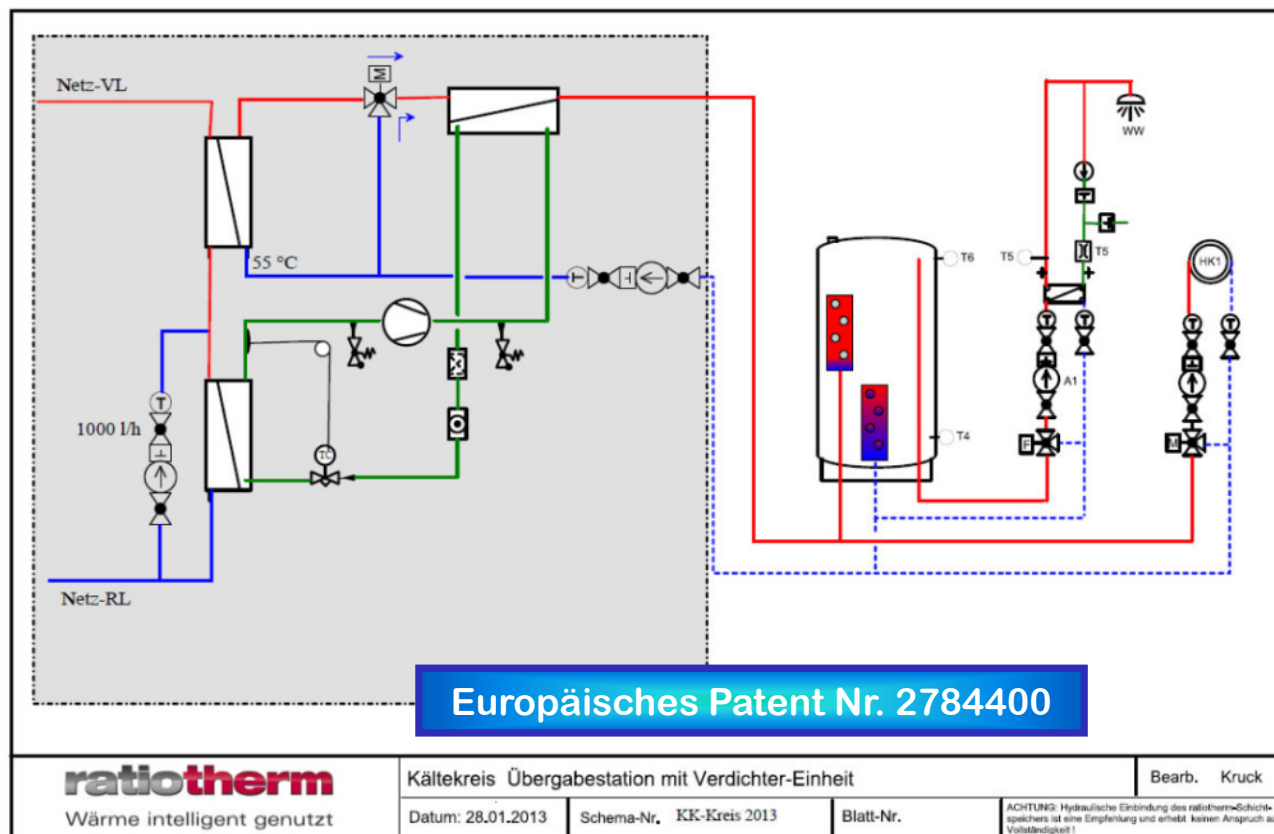 Netz-VL
M
WW
55 °C
T
T5
T5
T6
HK1
T
T
T
T
A1
1000 l/h
T
TC
T4
F
M
Netz-RL
Europäisches Patent Nr. 2784400
ratiotherm
Wärme intelligent genutzt
Kältekreis Übergabestation mit Verdichter-Einheit
Bearb. Kruck
Datum: 28.01.2013
Schema-Nr. KK-Kreis 2013
Blatt-Nr.
ACHTUNG: Hydraulische Einbindung des ratiotherm-Schicht-
speichers ist eine Empfehlung und erhebt keinen Anspruch au
Vollständigkeit !